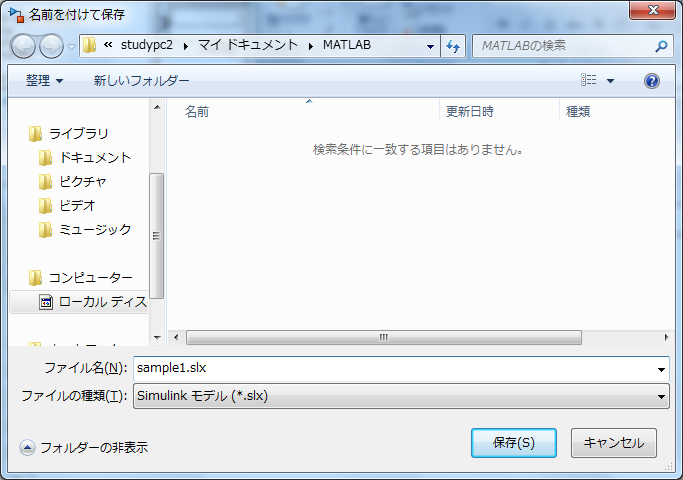 名前を付けて保存
« studypc2 ▸ マイ ドキュメント ▸ MATLAB
MATLABの検索
整理 ▼
新しいフォルダー
名前
更新日時
種類
検索条件に一致する項目はありません。
ライブラリ
ドキュメント
ピクチャ
ビデオ
ミュージック
コンピューター
ローカル ディス
ファイル名(N):
sample1.slx
ファイルの種類(T):
Simulink モデル (*.slx)
フォルダーの非表示
保存(S)
キャンセル